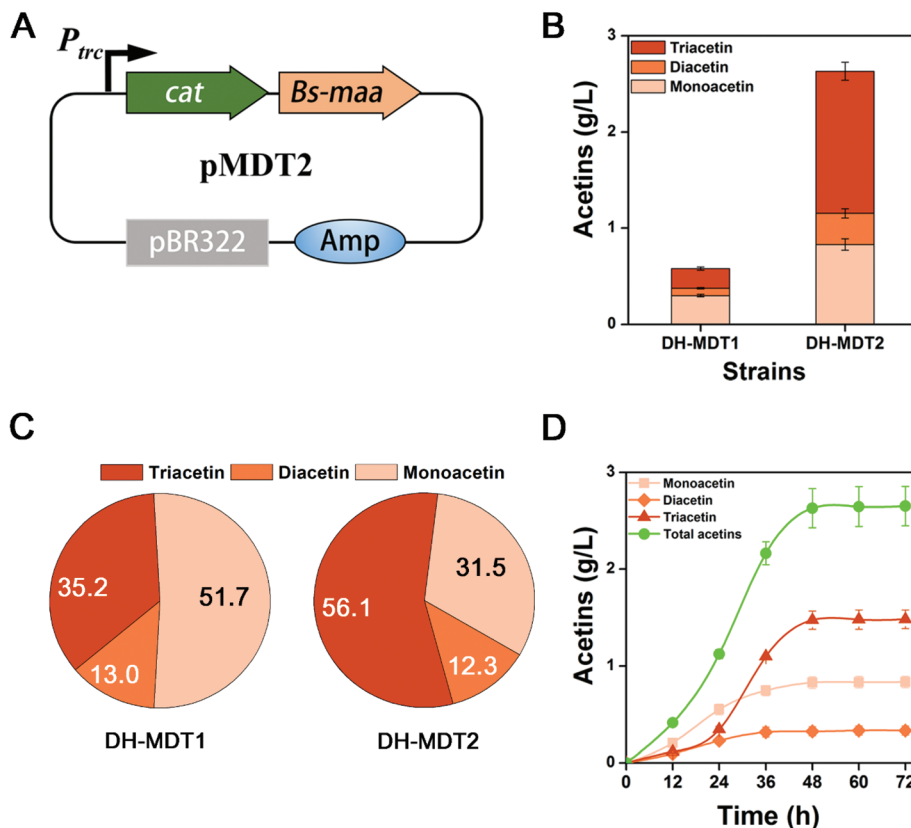 A
P trc
cat
Bs-maa
pMDT2
pBR322
Amp
B
Triacetin
Diacetin
Monoacetin
Acetins (g/L)
3
2
1
0
DH-MDT1
DH-MDT2
Strains
C
Triacetin
Diacetin
Monoacetin
35.2
51.7
13.0
DH-MDT1
56.1
31.5
12.3
DH-MDT2
D
Monoacetin
Diacetin
Triacetin
Total acetins
Acetins (g/L)
3
2
1
0
0 12 24 36 48 60 72
Time (h)